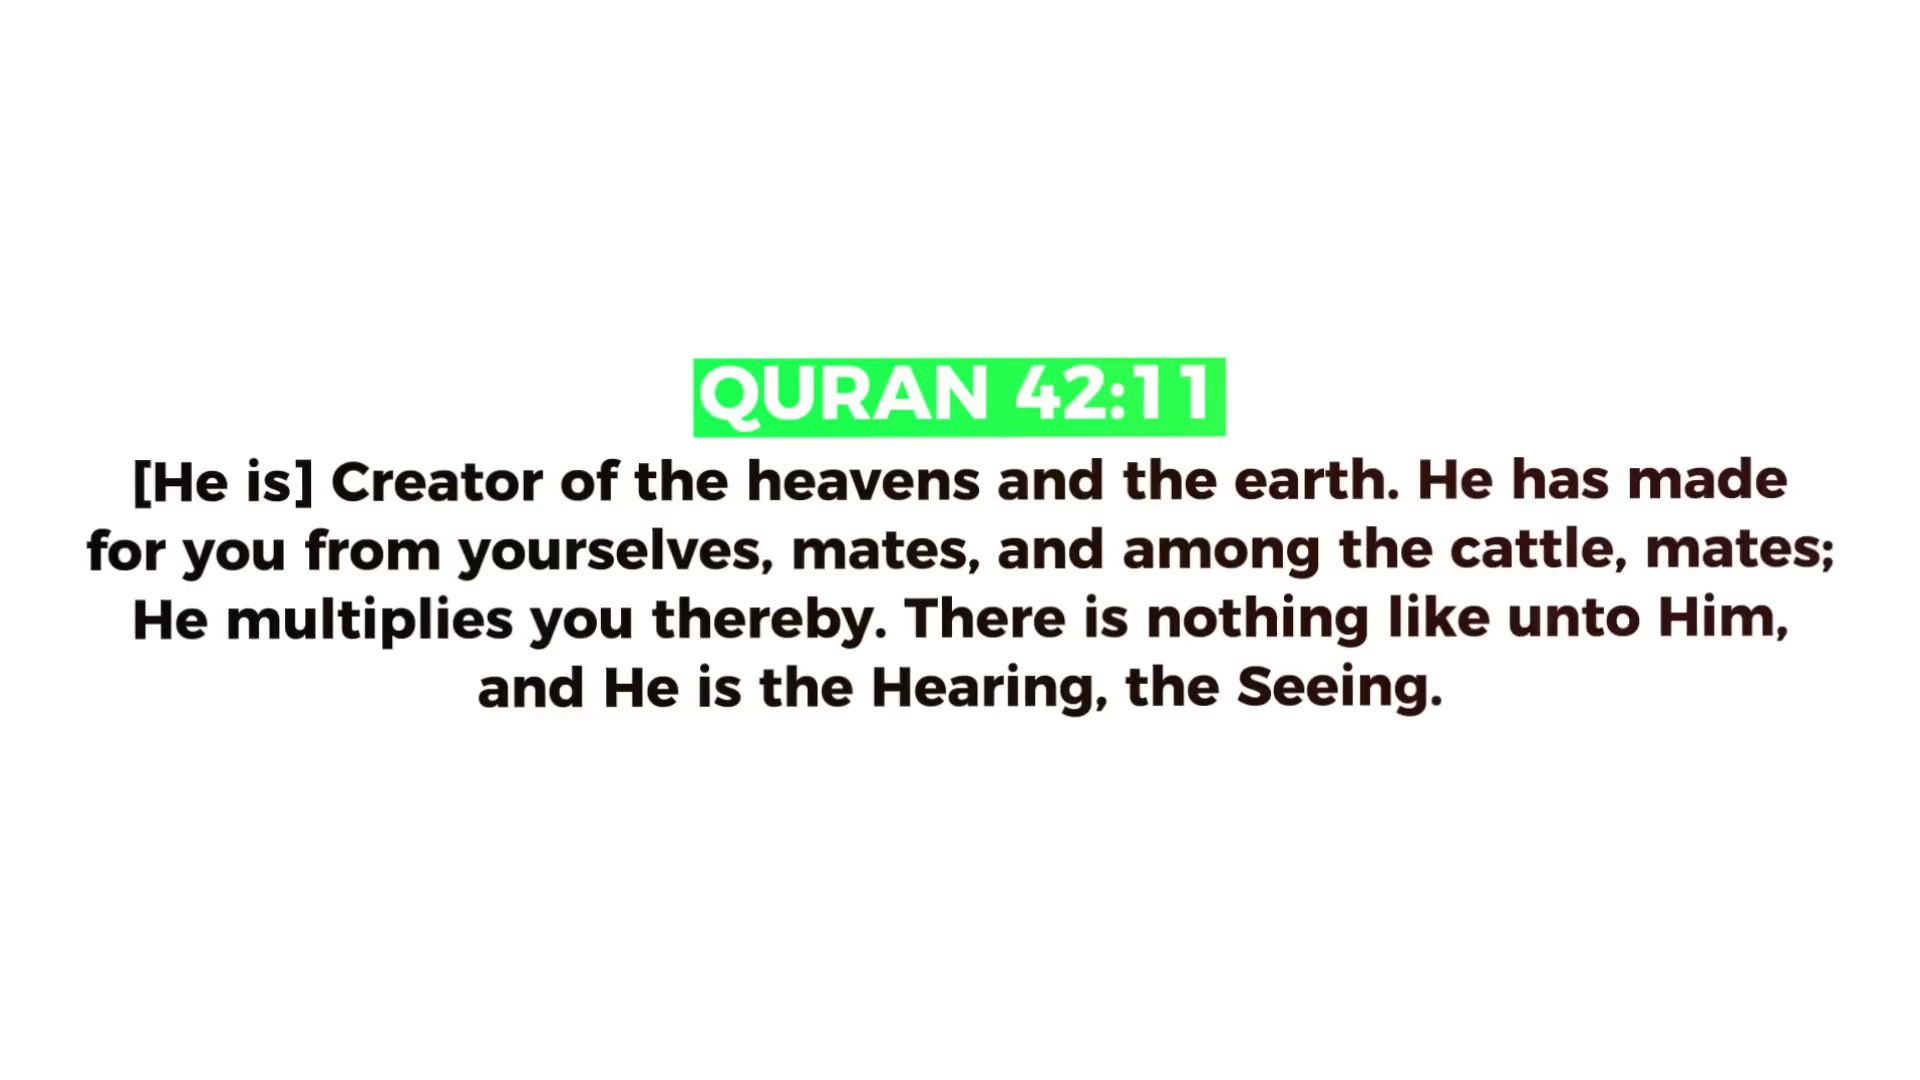 QURAN 42:11
[He is] Creator of the heavens and the earth. He has made
for you from yourselves, mates, and among the cattle, mates;
He multiplies you thereby. There is nothing like unto Him,
and He is the Hearing, the Seeing.